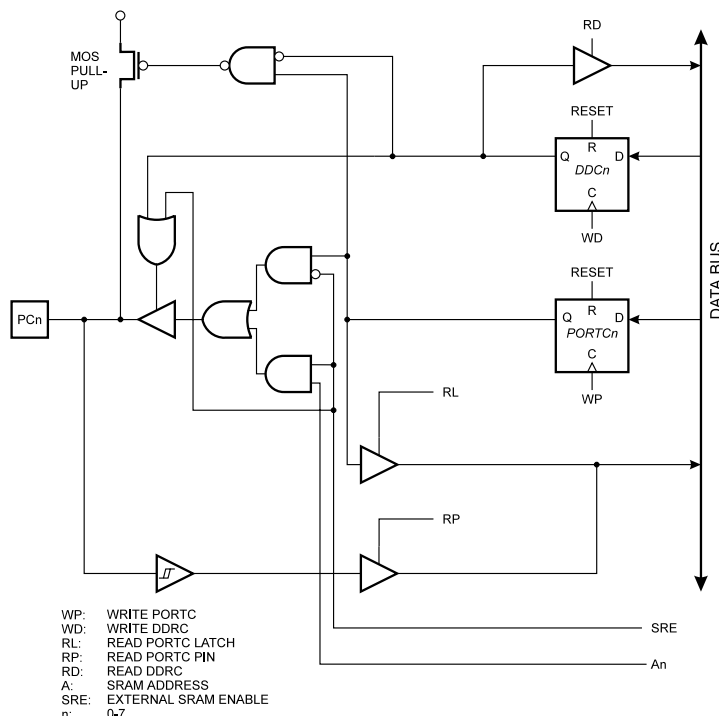 RD
MOS
PULL-
UP
RESET
R
Q
D
DDCn
C
WD
DATA BUS
RESET
PCn
R
Q
D
PORTCn
C
WP
RL
RP
WP: WRITE PORTC
WD: WRITE DDRC
RL: READ PORTC LATCH
RP: READ PORTC PIN
RD: READ DDRC
A: SRAM ADDRESS
SRE: EXTERNAL SRAM ENABLE
n: 0-7
SRE
An